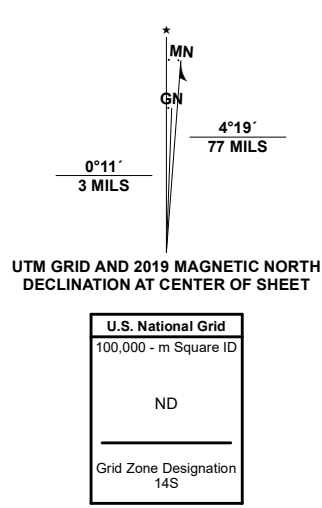 ★
MN
GN
4°19´
77 MILS
0°11´
3 MILS
UTM GRID AND 2019 MAGNETIC NORTH
DECLINATION AT CENTER OF SHEET
U.S. National Grid
100,000 - m Square ID
ND
Grid Zone Designation
14S